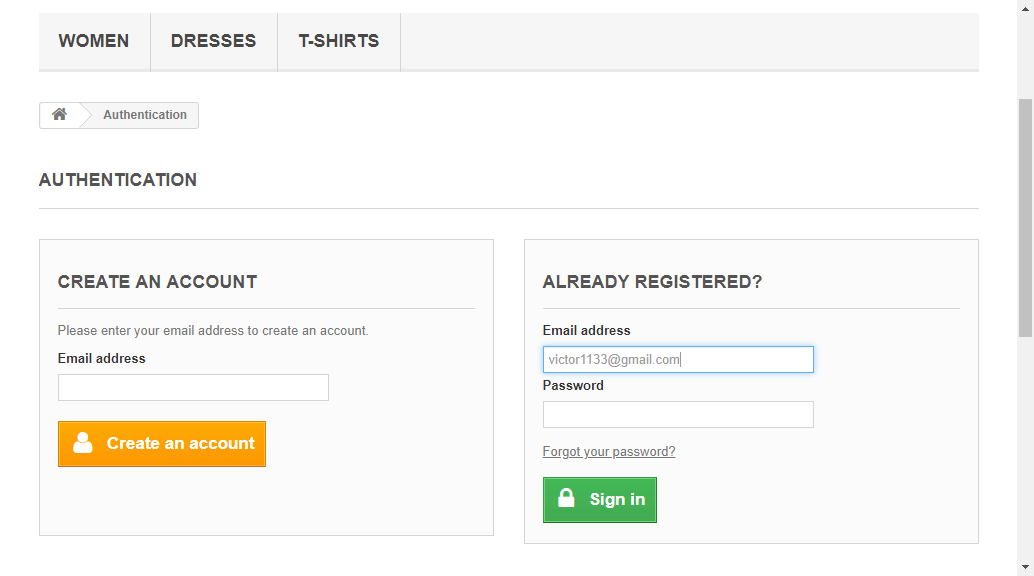 WOMEN
DRESSES
T-SHIRTS
Authentication
AUTHENTICATION
CREATE AN ACCOUNT
Please enter your email address to create an account.
Email address
Create an account
ALREADY REGISTERED?
Email address
victor1133@gmail.com
Password
Forgot your password?
Sign in